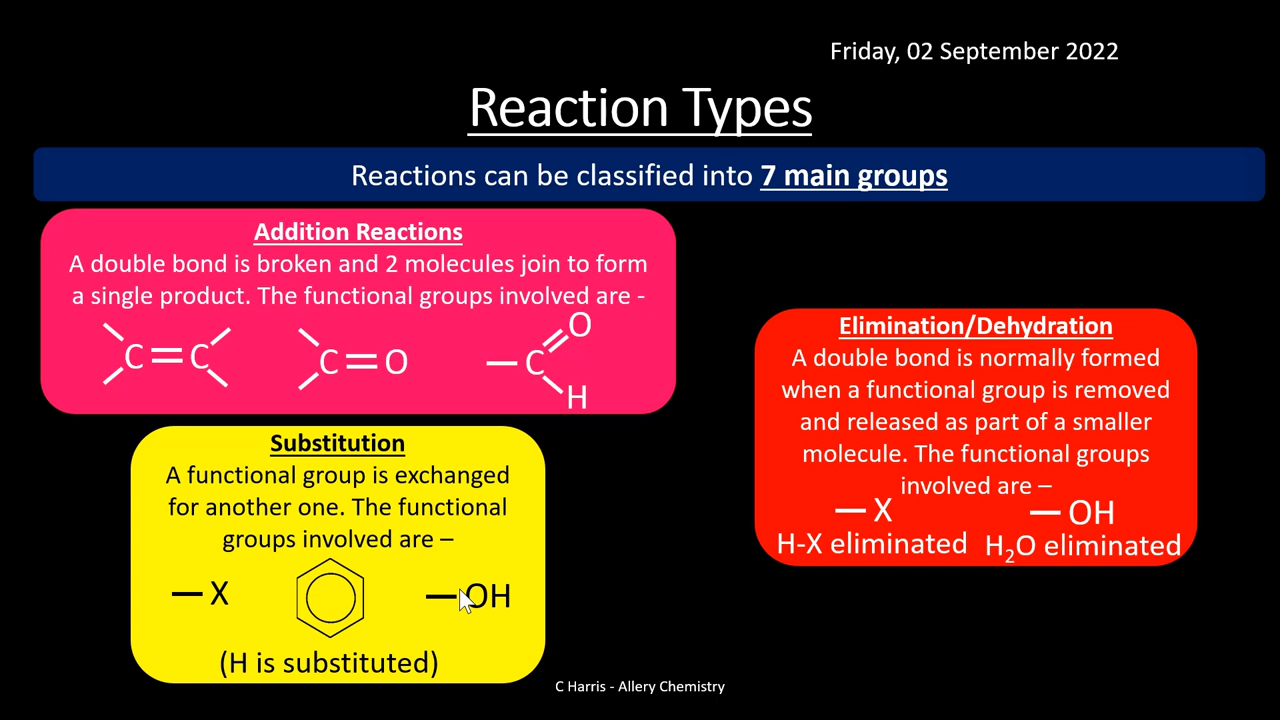 Friday, 02 September 2022
Reaction Types
Reactions can be classified into 7 main groups
Addition Reactions
A double bond is broken and 2 molecules join to form
a single product. The functional groups involved are -
C=C
C=O
O
—C
H
Substitution
A functional group is exchanged
for another one. The functional
groups involved are –
—X
—OH
(H is substituted)
Elimination/Dehydration
A double bond is normally formed
when a functional group is removed
and released as part of a smaller
molecule. The functional groups
involved are –
—X
—OH
H-X eliminated
H₂O eliminated
C Harris - Allery Chemistry